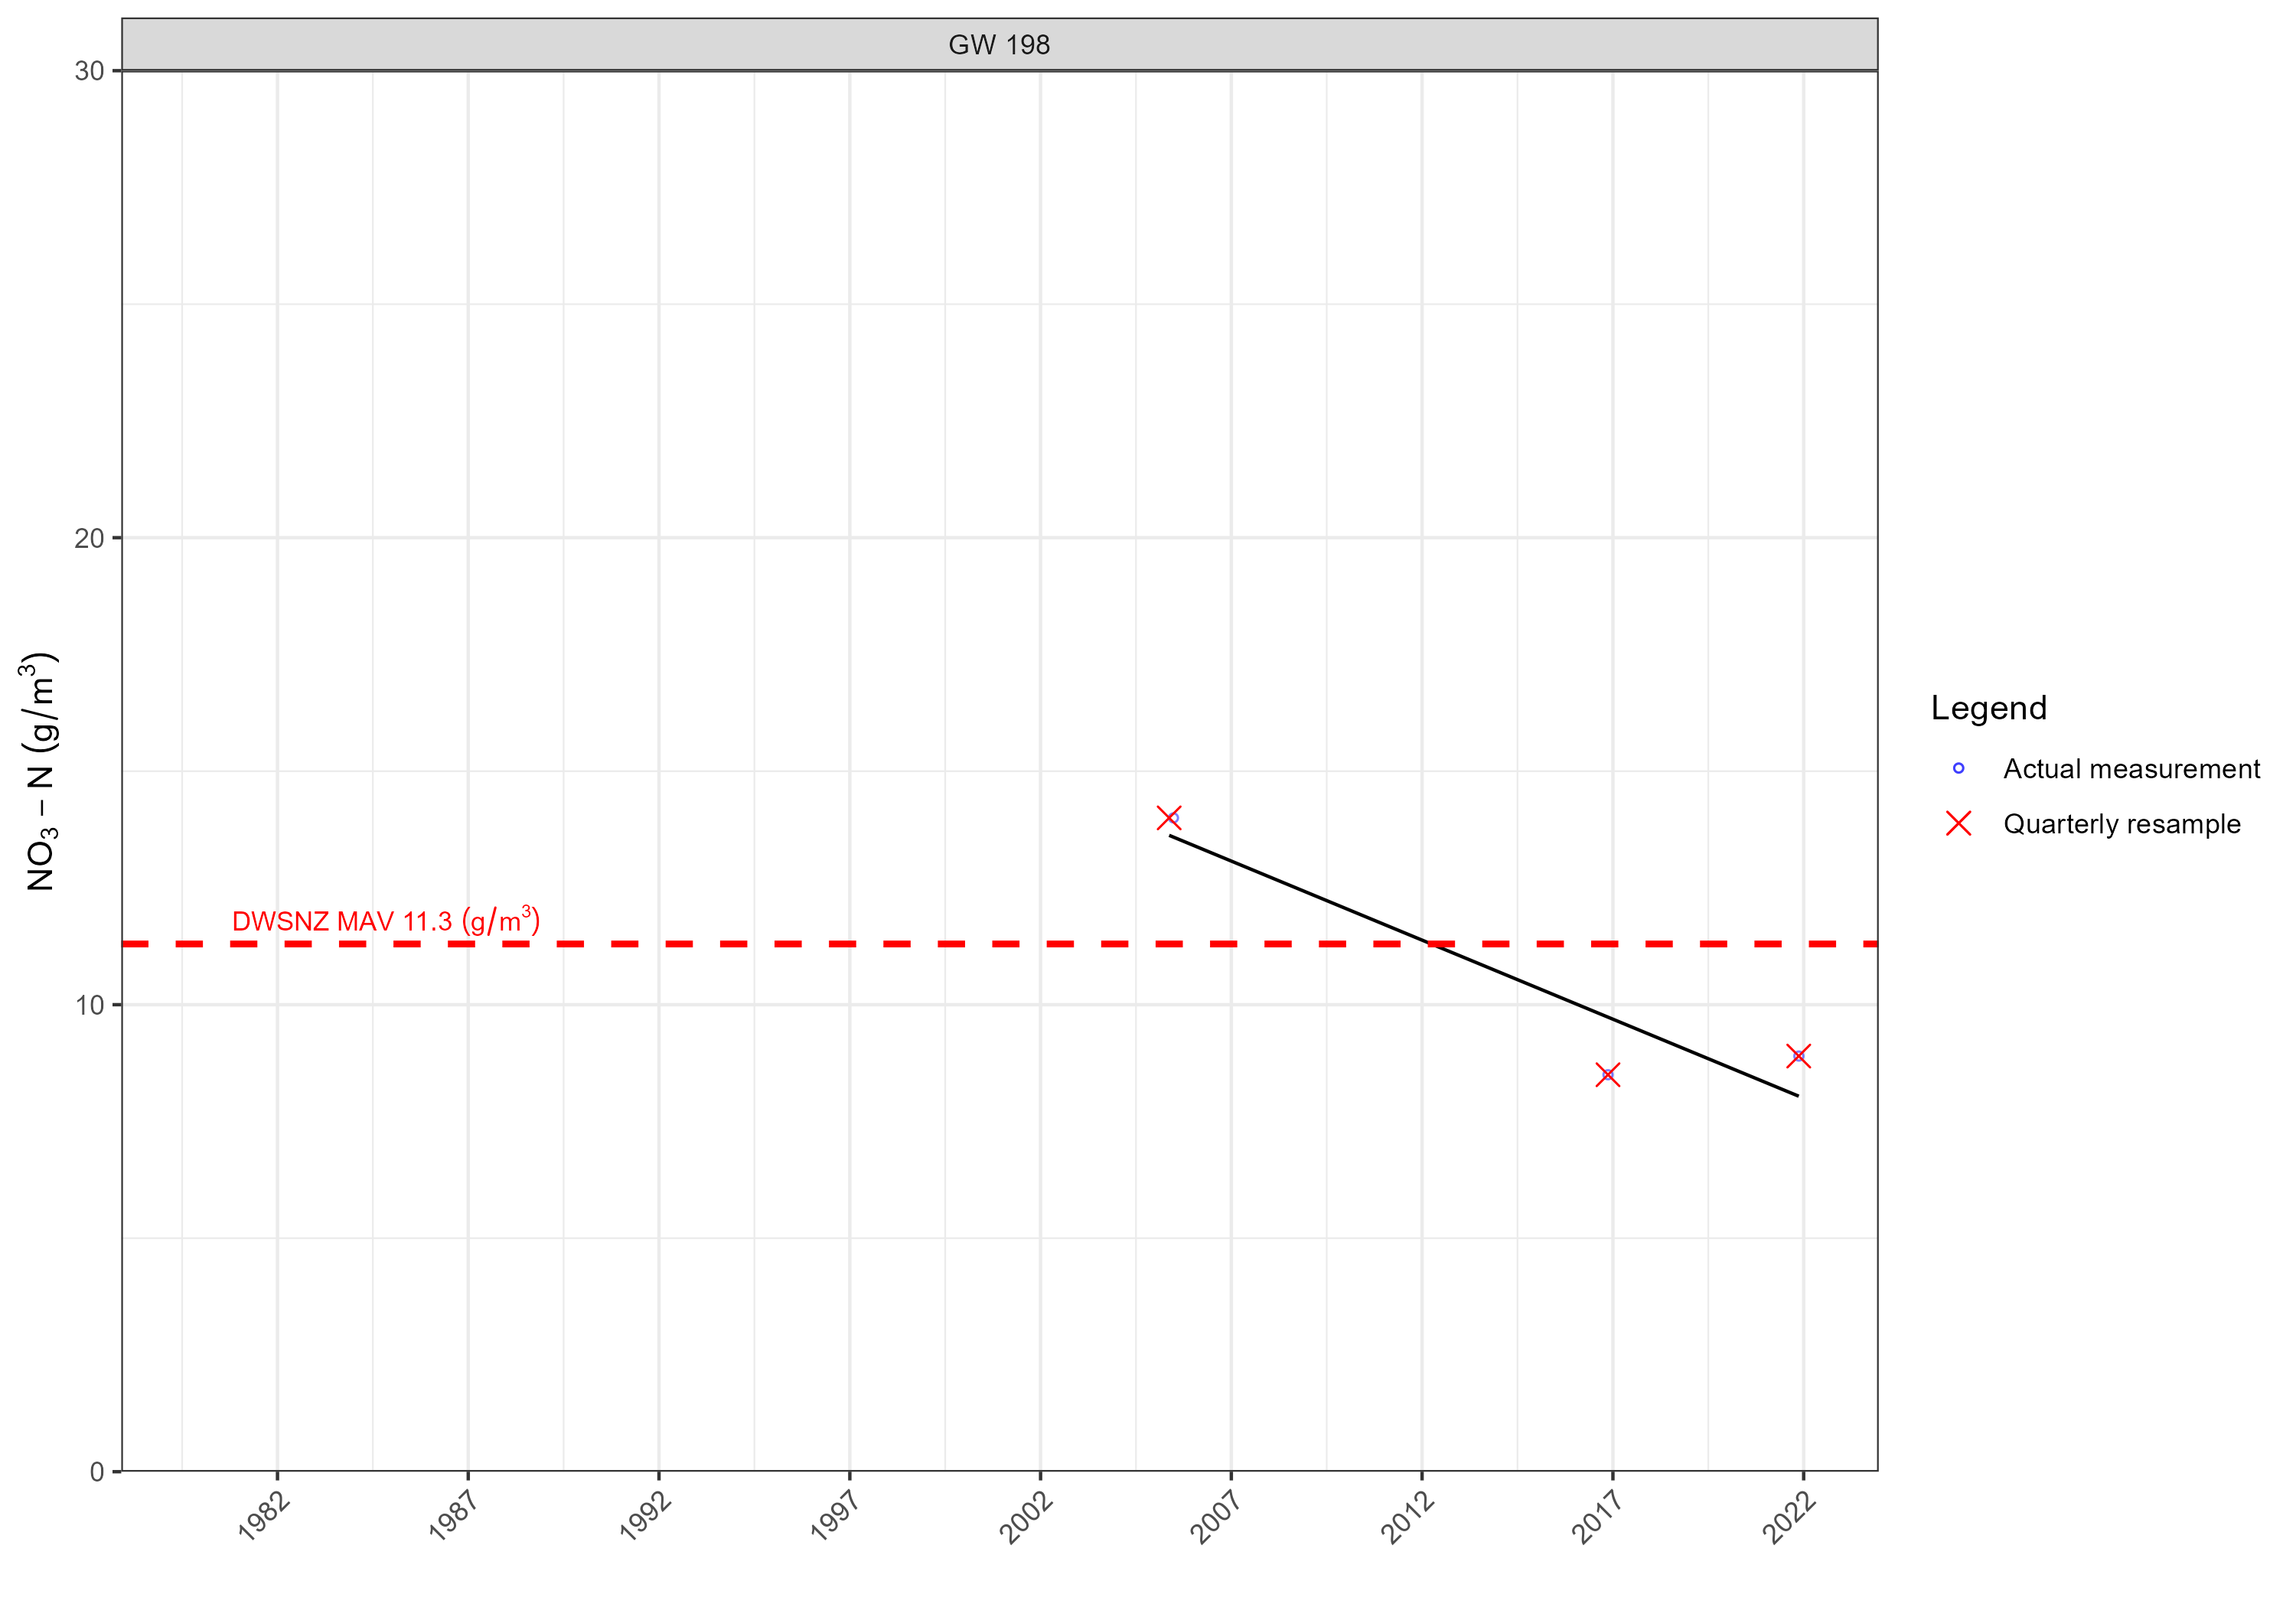 GW 198
30
20
10
0
NO₃ – N (g/m³)
DWSNZ MAV 11.3 (g/m³)
1982
1987
1992
1997
2002
2007
2012
2017
2022
Legend
Actual measurement
Quarterly resample